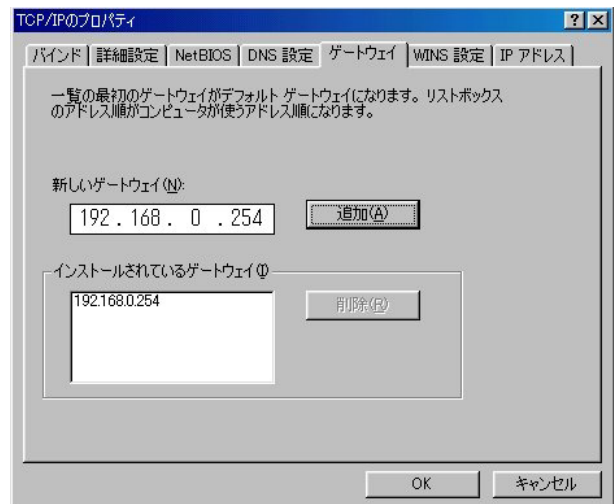 TCP/IPのプロパティ
バインド 詳細設定 NetBIOS DNS 設定 ゲートウェイ WINS 設定 IP アドレス
一覧の最初のゲートウェイがデフォルト ゲートウェイになります。リストボックス
のアドレス順がコンピュータが使うアドレス順になります。
新しいゲートウェイ(N):
192.168. 0 .254 追加(A)
インストールされているゲートウェイ(I)
192.168.0.254 削除(R)
OK キャンセル